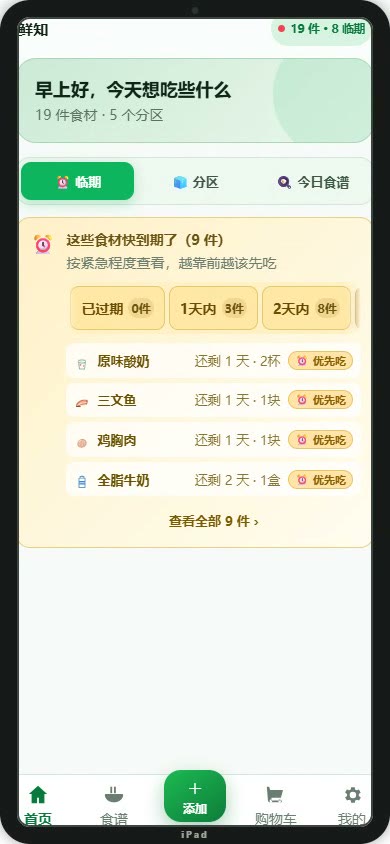 鲜知
19 件 • 8 临期
早上好，今天想吃些什么
19 件食材 · 5 个分区
临期
分区
今日食谱
这些食材快到期了（9 件）
按紧急程度查看，越靠前越该先吃
已过期 0件
1天内 3件
2天内 8件
原味酸奶 还剩 1 天 · 2杯 优先吃
三文鱼 还剩 1 天 · 1块 优先吃
鸡胸肉 还剩 1 天 · 1块 优先吃
全脂牛奶 还剩 2 天 · 1盒 优先吃
查看全部 9 件 ›
首页
食谱
+
添加
购物车
我的
iPad